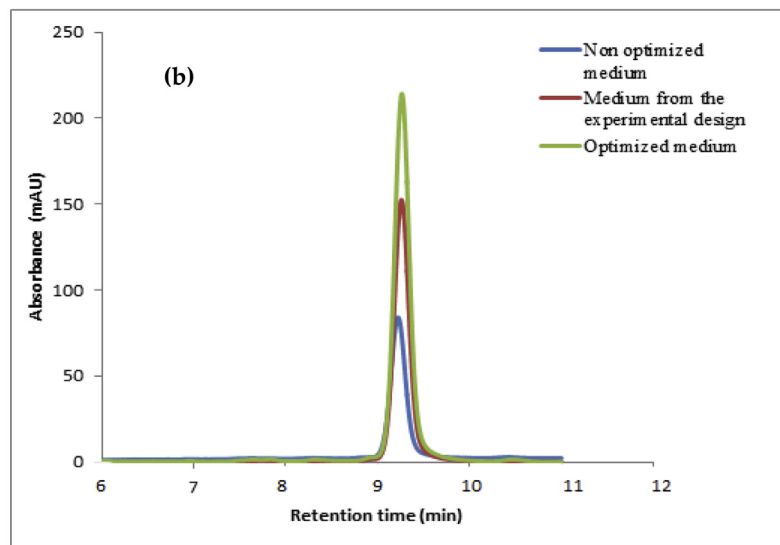 (b)
Non optimized
medium
Medium from the
experimental design
Optimized medium
Absorbance (mAU)
250
200
150
100
50
0
6 7 8 9 10 11 12
Retention time (min)